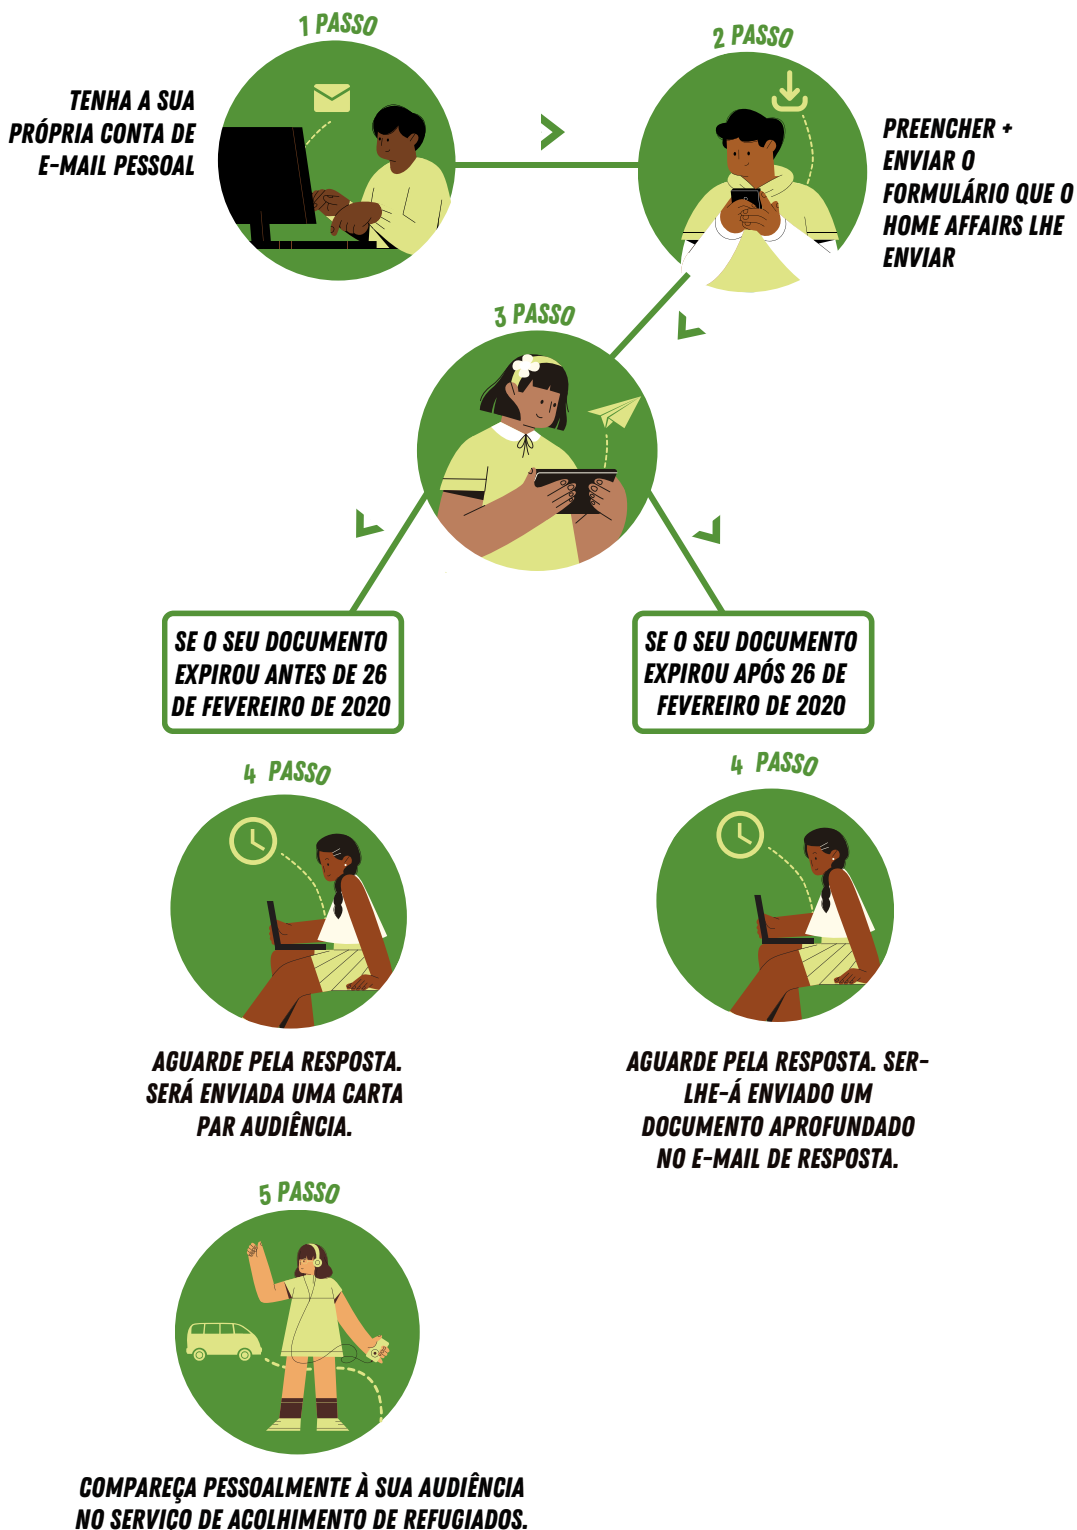 1 PASSO
TENHA A SUA
PRÓPRIA CONTA DE
E-MAIL PESSOAL
2 PASSO
PREENCHER +
ENVIAR O
FORMULÁRIO QUE O
HOME AFFAIRS LHE
ENVIAR
3 PASSO
SE O SEU DOCUMENTO
EXPIROU ANTES DE 26
DE FEVEREIRO DE 2020
SE O SEU DOCUMENTO
EXPIROU APÓS 26 DE
FEVEREIRO DE 2020
4 PASSO
AGUARDE PELA RESPOSTA.
SERÁ ENVIADA UMA CARTA
PAR AUDIÊNCIA.
4 PASSO
AGUARDE PELA RESPOSTA. SER-
LHE-Á ENVIADO UM
DOCUMENTO APROFUNDADO
NO E-MAIL DE RESPOSTA.
5 PASSO
COMPAREÇA PESSOALMENTE À SUA AUDIÊNCIA
NO SERVIÇO DE ACOLHIMENTO DE REFUGIADOS.